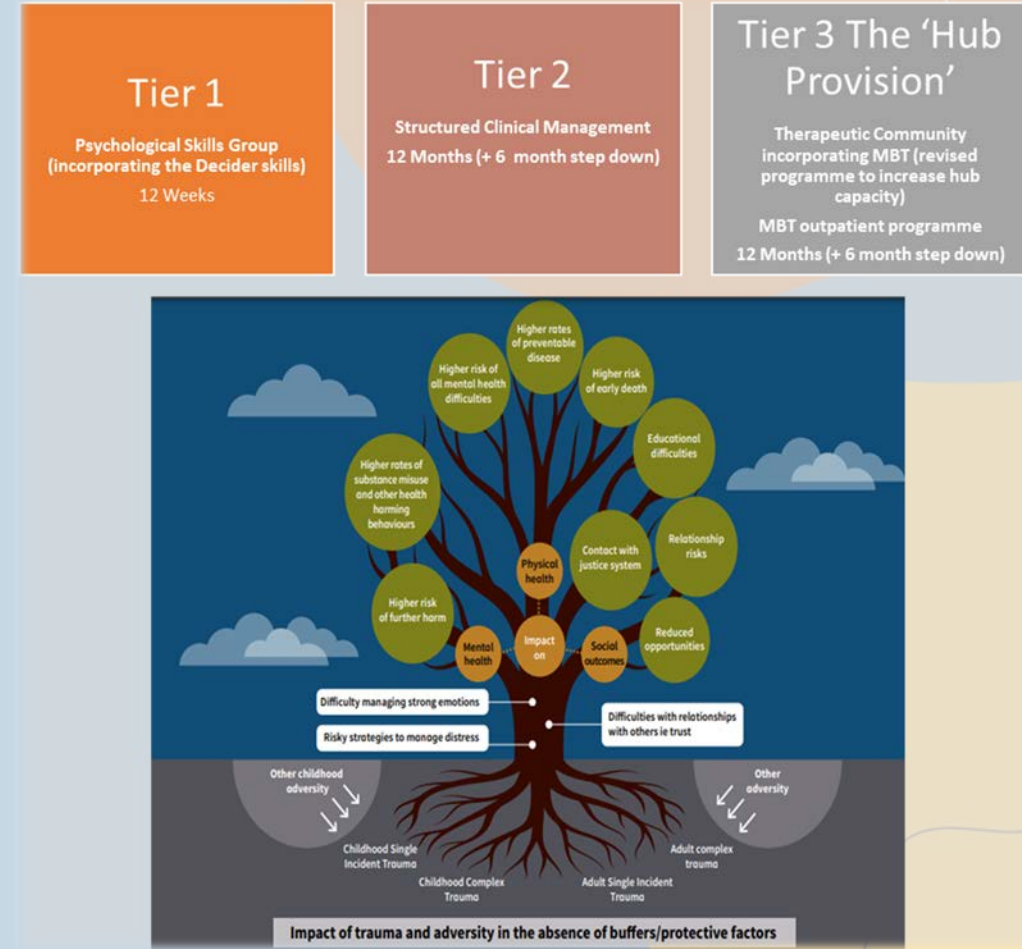 Tier 1
Psychological Skills Group
(incorporating the Decider skills)
12 Weeks
Tier 2
Structured Clinical Management
12 Months (+ 6 month step down)
Tier 3 The ‘Hub
Provision’
Therapeutic Community
incorporating MBT (revised
programme to increase hub
capacity)
MBT outpatient programme
12 Months (+ 6 month step down)
Higher rates
of preventable
disease
Higher risk of
all mental health
difficulties
Higher risk
of early death
Educational
difficulties
Higher rates of
substance misuse
and other health
harming
behaviours
Contact with
justice system
Relationship
risks
Physical
health
Higher risk
of further harm
Mental
health
Impact
on
Social
outcomes
Reduced
opportunities
Difficulty managing strong emotions
Risky strategies to manage distress
Difficulties with relationships
with others ie trust
Other childhood
adversity
Other
adversity
Childhood Single
Incident Trauma
Childhood Complex
Trauma
Adult Single Incident
Trauma
Adult complex
trauma
Impact of trauma and adversity in the absence of buffers/protective factors